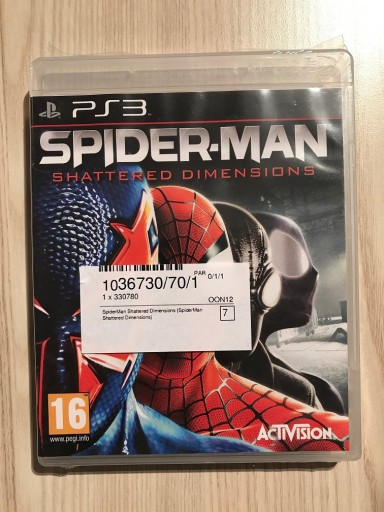 PS3
SPIDER-MAN
SHATTERED DIMENSIONS
1036730/70/1
PAR 0/1/1
1 x 330780
OON12
SpiderMan Shattered Dimensions (SpiderMan
Shattered Dimensions)
7
16
www.pegi.info
ACTIVISION